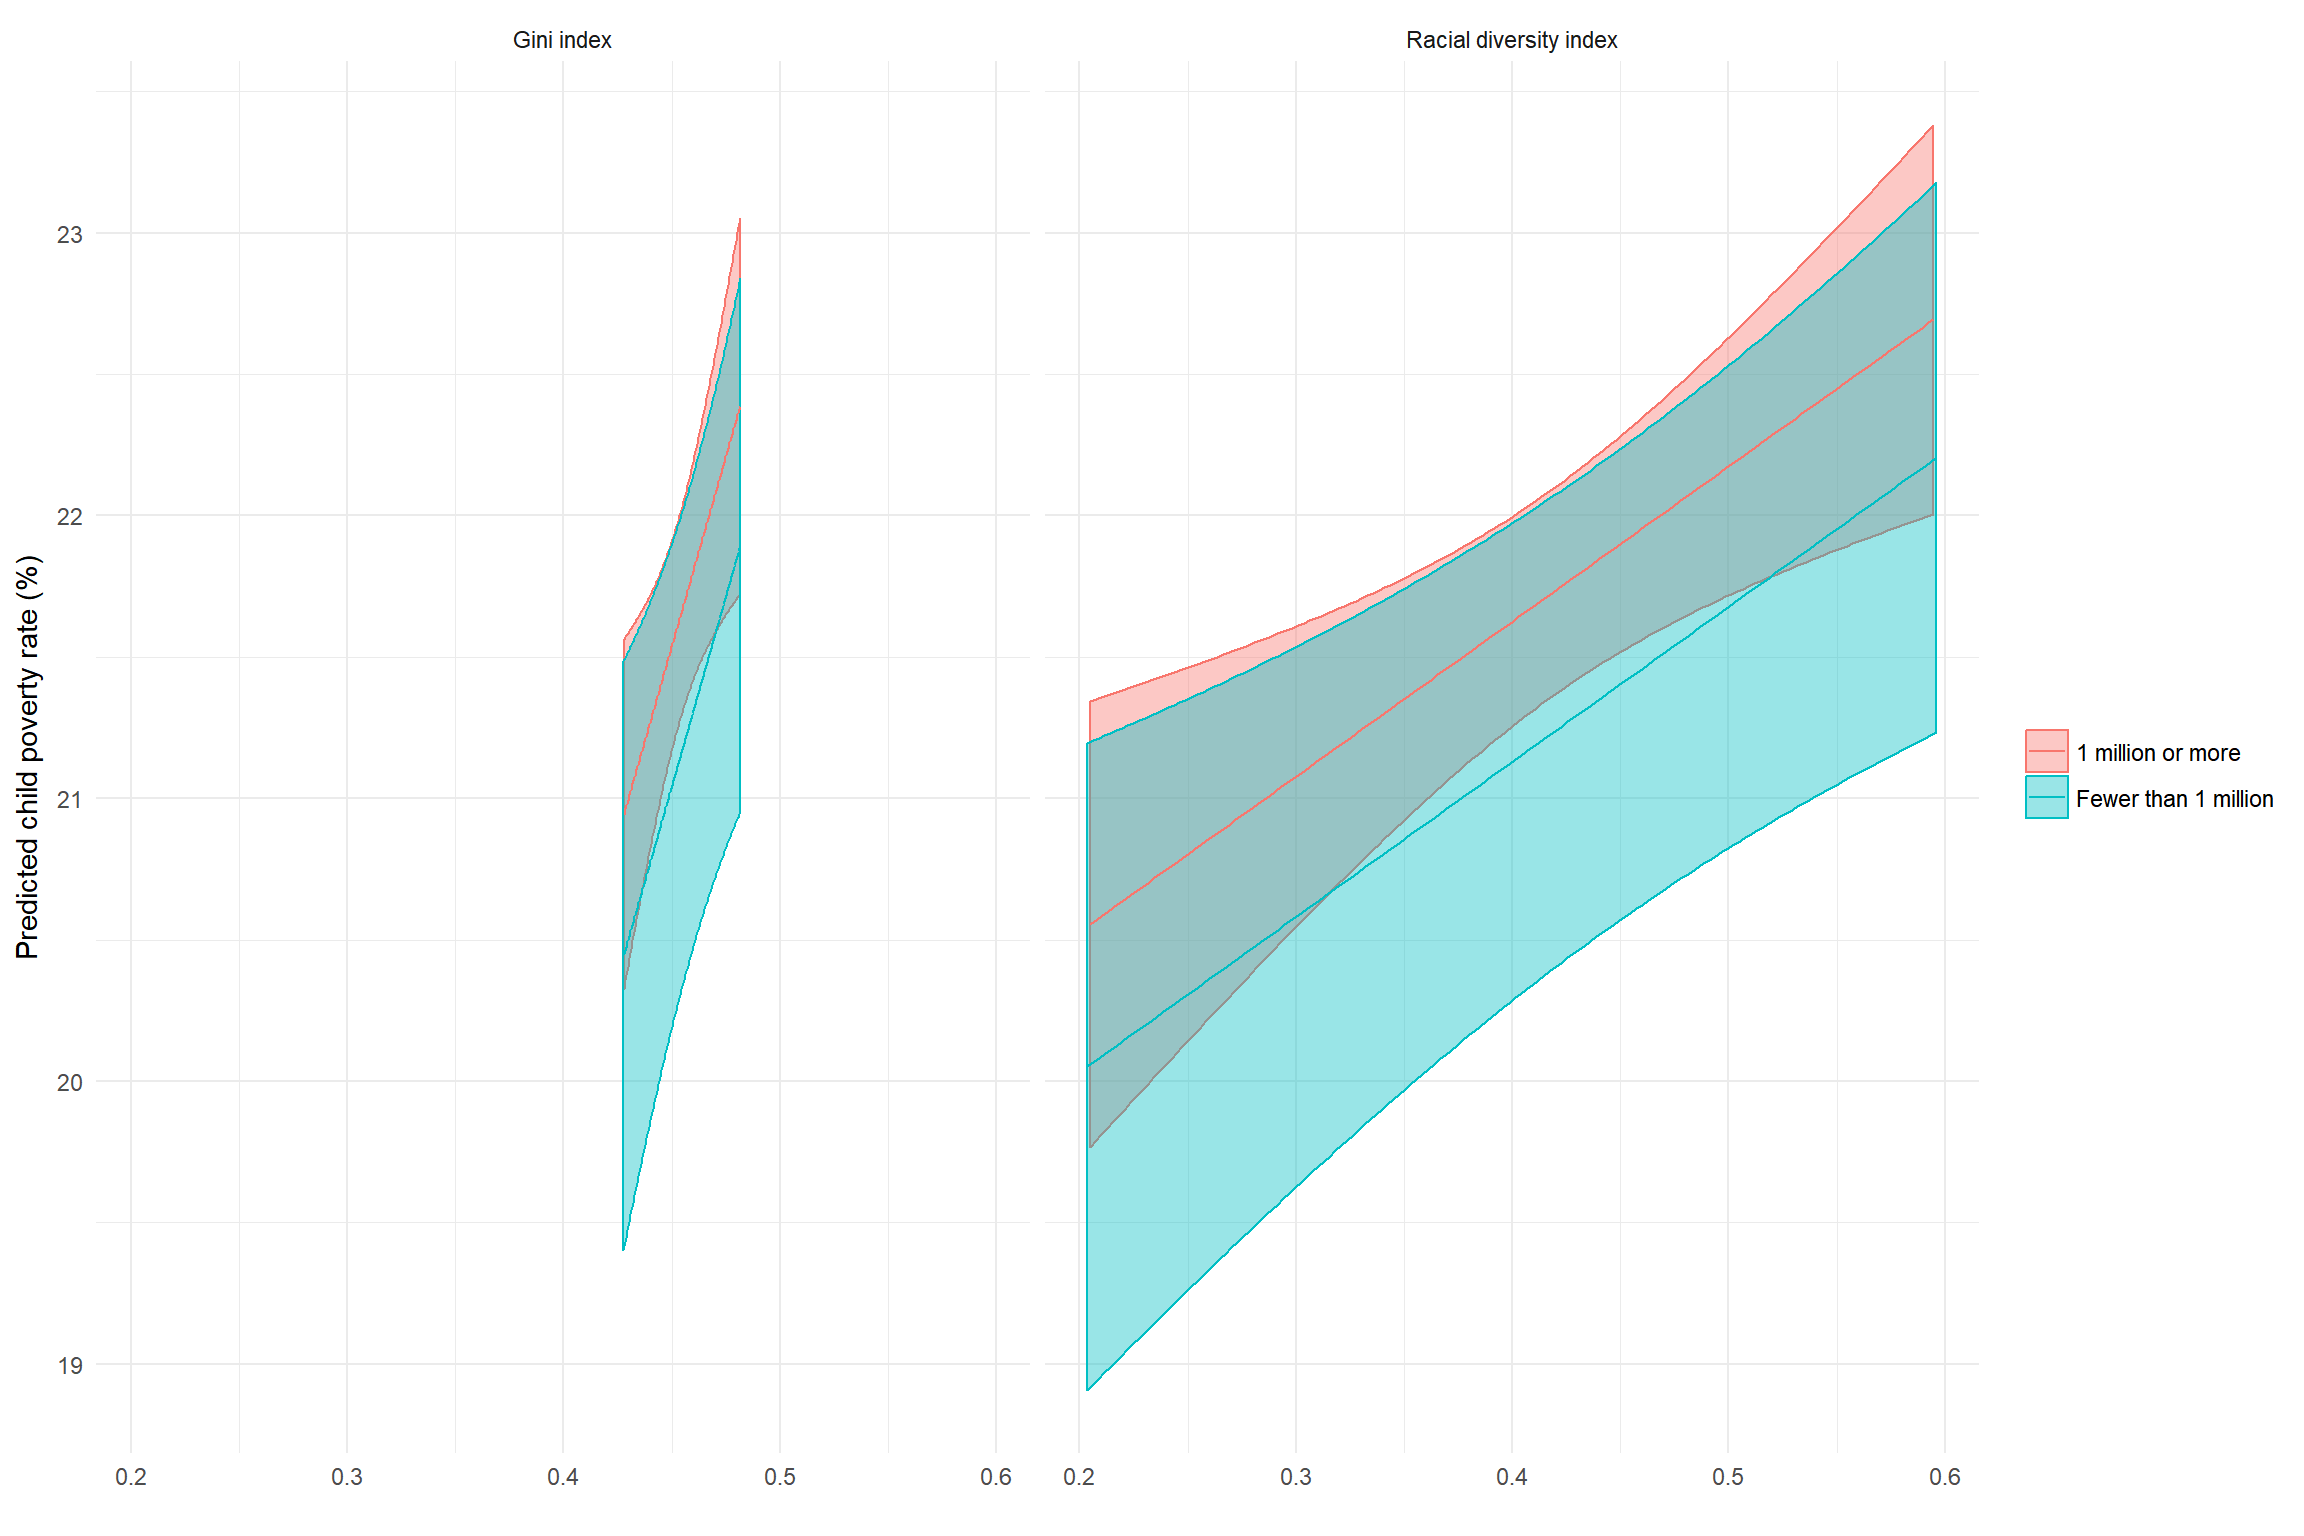 Gini index
Racial diversity index
Predicted child poverty rate (%)
23
22
21
20
19
0.2 0.3 0.4 0.5 0.6
0.2 0.3 0.4 0.5 0.6
1 million or more
Fewer than 1 million